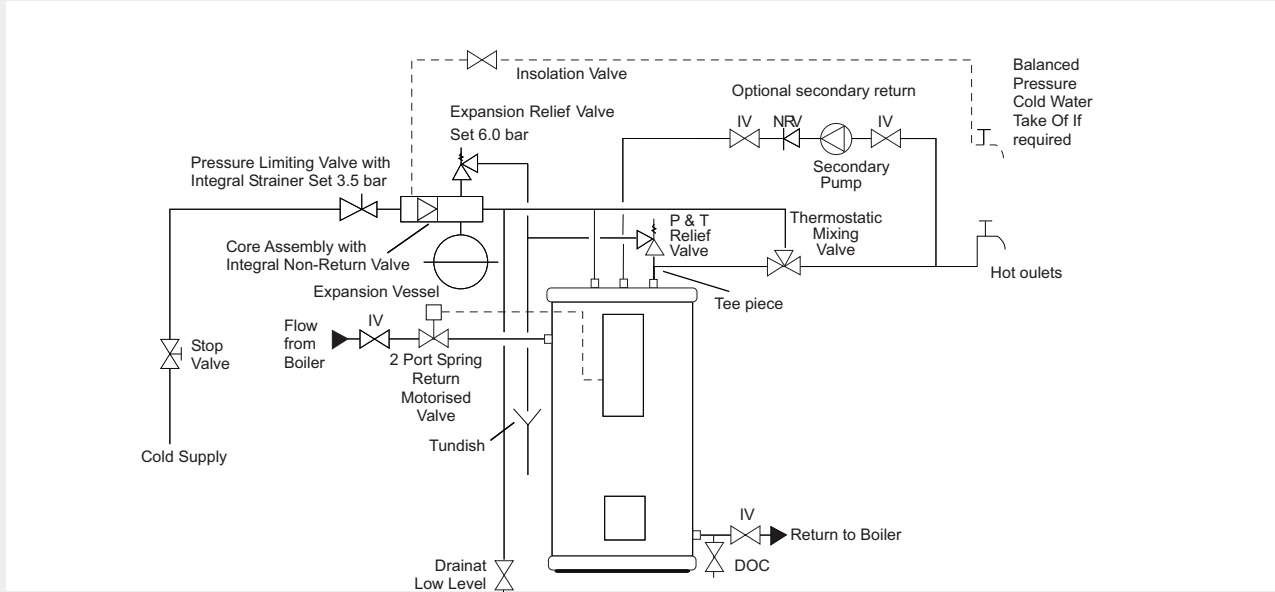 Insolation Valve
Balanced
Pressure
Cold Water
Take Of If
required
Optional secondary return
Expansion Relief Valve
Set 6.0 bar
IV
NRV
IV
Secondary
Pump
Pressure Limiting Valve with
Integral Strainer Set 3.5 bar
P & T
Relief
Valve
Thermostatic
Mixing
Valve
Core Assembly with
Integral Non-Return Valve
Hot oulets
Expansion Vessel
Tee piece
Flow
from
Boiler
IV
Stop
Valve
2 Port Spring
Return
Motorised
Valve
Tundish
Cold Supply
IV
Return to Boiler
DOC
Drainat
Low Level